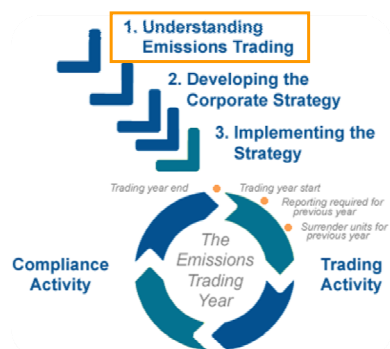 1. Understanding
Emissions Trading
2. Developing the
Corporate Strategy
3. Implementing the
Strategy
Trading year end
Trading year start
Reporting required for
previous year
Surrender units for
previous year
The
Emissions
Trading
Year
Compliance
Activity
Trading
Activity